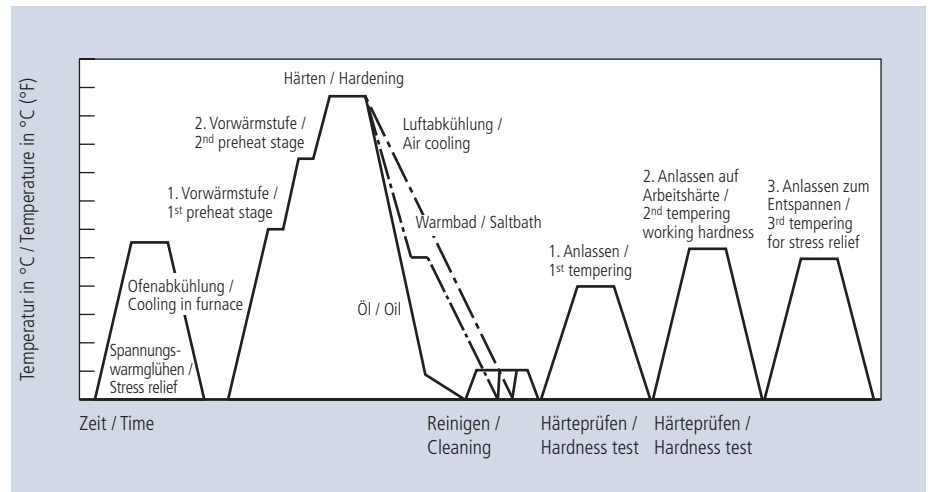 Temperatur in °C / Temperature in °C (°F)
Härten / Hardening
2. Vorwärmstufe /
2nd preheat stage
Luftabkühlung /
Air cooling
1. Vorwärmstufe /
1st preheat stage
Warmbad / Saltbath
2. Anlassen auf
Arbeitshärte /
2nd tempering
working hardness
3. Anlassen zum
Entspannen /
3rd tempering
for stress relief
1. Anlassen /
1st tempering
Ofenabkühlung /
Cooling in furnace
Öl / Oil
Spannungs-
warmglühen /
Stress relief
Zeit / Time
Reinigen /
Cleaning
Härteprüfen /
Hardness test
Härteprüfen /
Hardness test